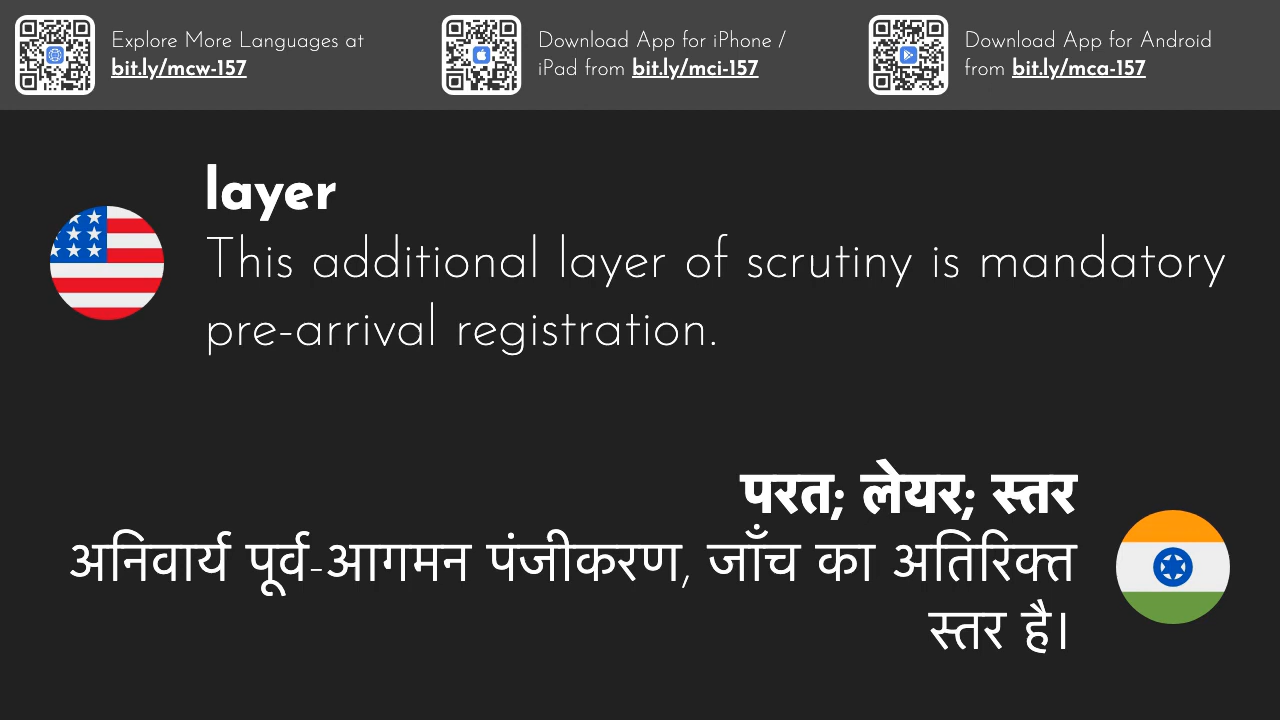 Explore More Languages at
bit.ly/mcw-157
Download App for iPhone /
iPad from bit.ly/mci-157
Download App for Android
from bit.ly/mca-157
layer
This additional layer of scrutiny is mandatory
pre-arrival registration.
परत; लेयर; स्तर
अनिवार्य पूर्व-आगमन पंजीकरण, जाँच का अतिरिक्त
स्तर है।